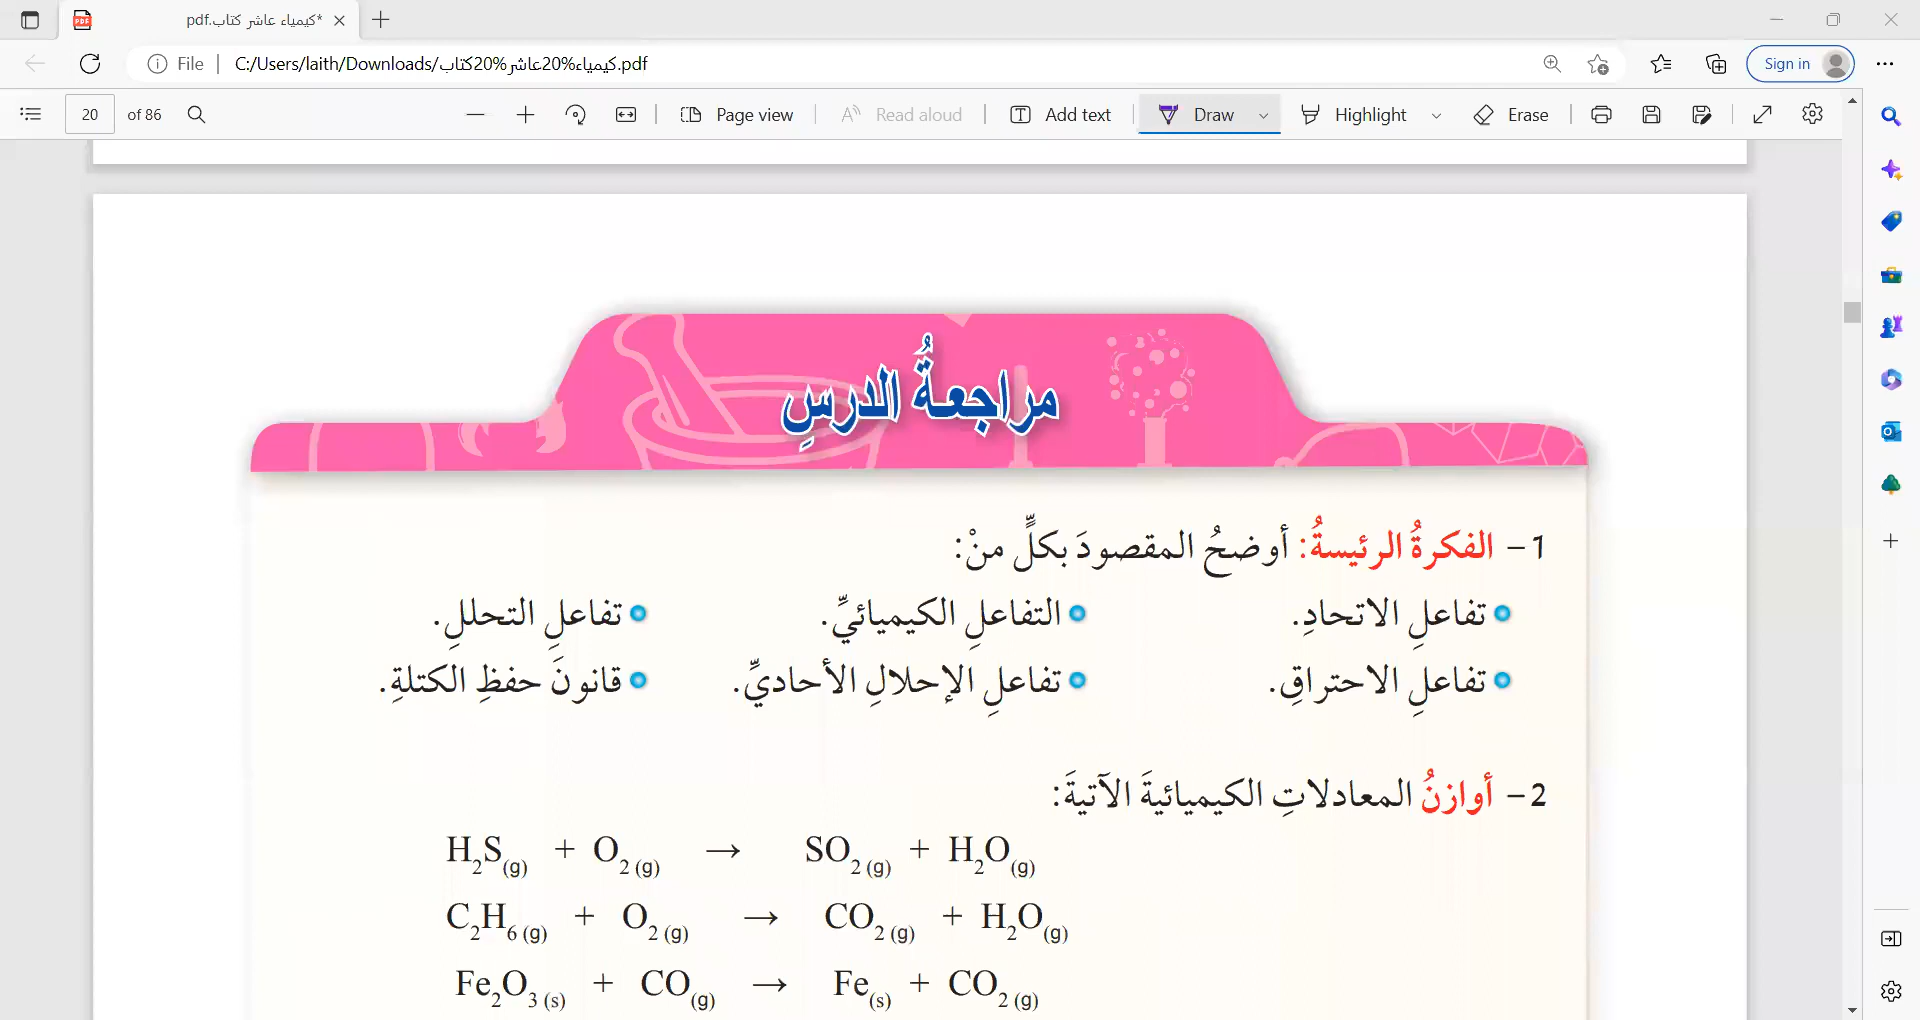 *كيمياء عاشر كتاب.pdf
File C:/Users/laith/Downloads/كيمياء%20عاشر%20كتاب.pdf
Sign in
20 of 86 Page view Read aloud Add text Draw Highlight Erase
مراجعةُ الدرسِ
1- الفكرةُ الرئيسةُ: أوضحُ المقصودَ بكلٍّ منْ:
تفاعلِ الاتحادِ. التفاعلِ الكيميائيِّ. تفاعلِ التحللِ.
تفاعلِ الاحتراقِ. تفاعلِ الإحلالِ الأحاديِّ. قانونَ حفظِ الكتلةِ.
2- أوازنُ المعادلاتِ الكيميائيةَ الآتيةَ:
H₂S(g) + O₂(g) → SO₂(g) + H₂O(g)
C₂H₆(g) + O₂(g) → CO₂(g) + H₂O(g)
Fe₂O₃(s) + CO(g) → Fe(s) + CO₂(g)